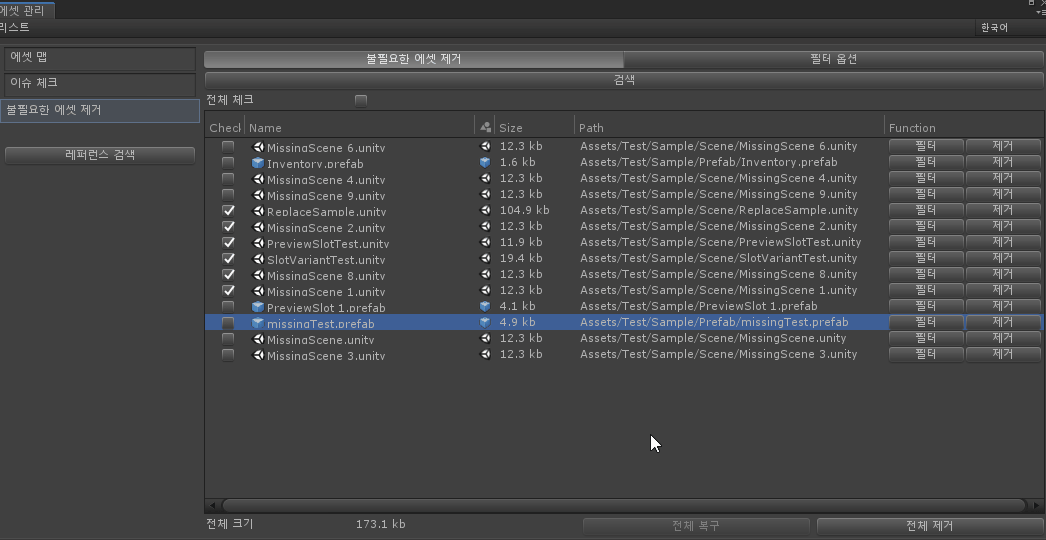 에셋 관리
리스트
한국어
에셋 맵
이슈 체크
불필요한 에셋 제거
레퍼런스 검색
불필요한 에셋 제거 필터 옵션
검색
전체 체크
Check Name Size Path Function
MissingScene 6.unity 12.3 kb Assets/Test/Sample/Scene/MissingScene 6.unity 필터 제거
Inventory.prefab 1.6 kb Assets/Test/Sample/Prefab/Inventory.prefab 필터 제거
MissingScene 4.unity 12.3 kb Assets/Test/Sample/Scene/MissingScene 4.unity 필터 제거
MissingScene 9.unity 12.3 kb Assets/Test/Sample/Scene/MissingScene 9.unity 필터 제거
ReplaceSample.unity 104.9 kb Assets/Test/Sample/Scene/ReplaceSample.unity 필터 제거
MissingScene 2.unity 12.3 kb Assets/Test/Sample/Scene/MissingScene 2.unity 필터 제거
PreviewSlotTest.unity 11.9 kb Assets/Test/Sample/Scene/PreviewSlotTest.unity 필터 제거
SlotVariantTest.unity 19.4 kb Assets/Test/Sample/Scene/SlotVariantTest.unity 필터 제거
MissingScene 8.unity 12.3 kb Assets/Test/Sample/Scene/MissingScene 8.unity 필터 제거
MissingScene 1.unity 12.3 kb Assets/Test/Sample/Scene/MissingScene 1.unity 필터 제거
PreviewSlot 1.prefab 4.1 kb Assets/Test/Sample/PreviewSlot 1.prefab 필터 제거
missingTest.prefab 4.9 kb Assets/Test/Sample/Prefab/missingTest.prefab 필터 제거
MissingScene.unity 12.3 kb Assets/Test/Sample/Scene/MissingScene.unity 필터 제거
MissingScene 3.unity 12.3 kb Assets/Test/Sample/Scene/MissingScene 3.unity 필터 제거
전체 크기 173.1 kb 전체 복구 전체 제거